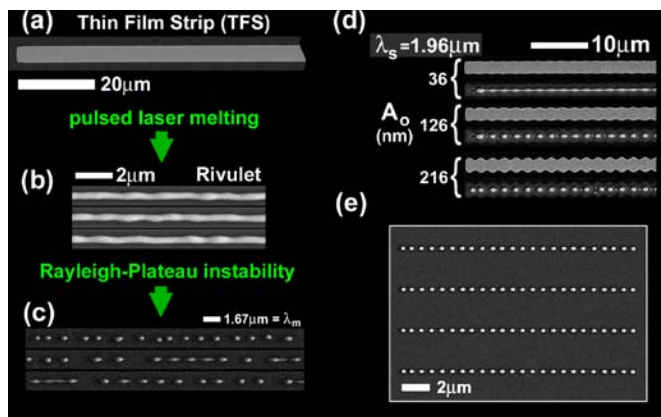 (a) Thin Film Strip (TFS)
20μm
pulsed laser melting
(b) 2μm Rivulet
Rayleigh-Plateau instability
(c) 1.67μm = λm
(d)
λs =1.96μm 10μm
36
Ao
(nm)
126
216
(e)
2μm